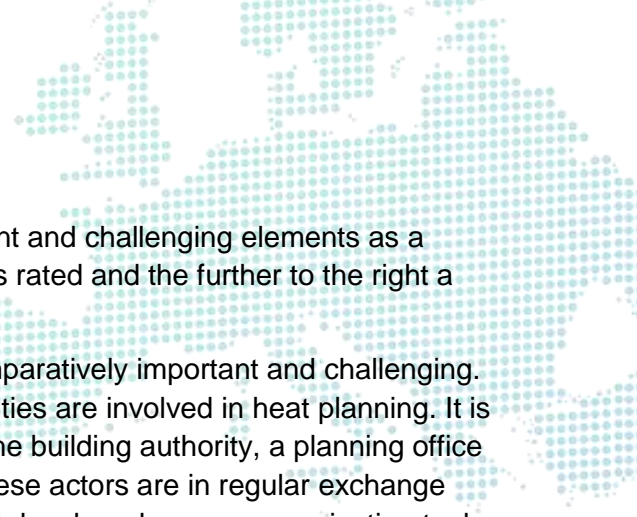 nt and challenging elements as a
s rated and the further to the right a
nparatively important and challenging.
ties are involved in heat planning. It is
ne building authority, a planning office
ese actors are in regular exchange